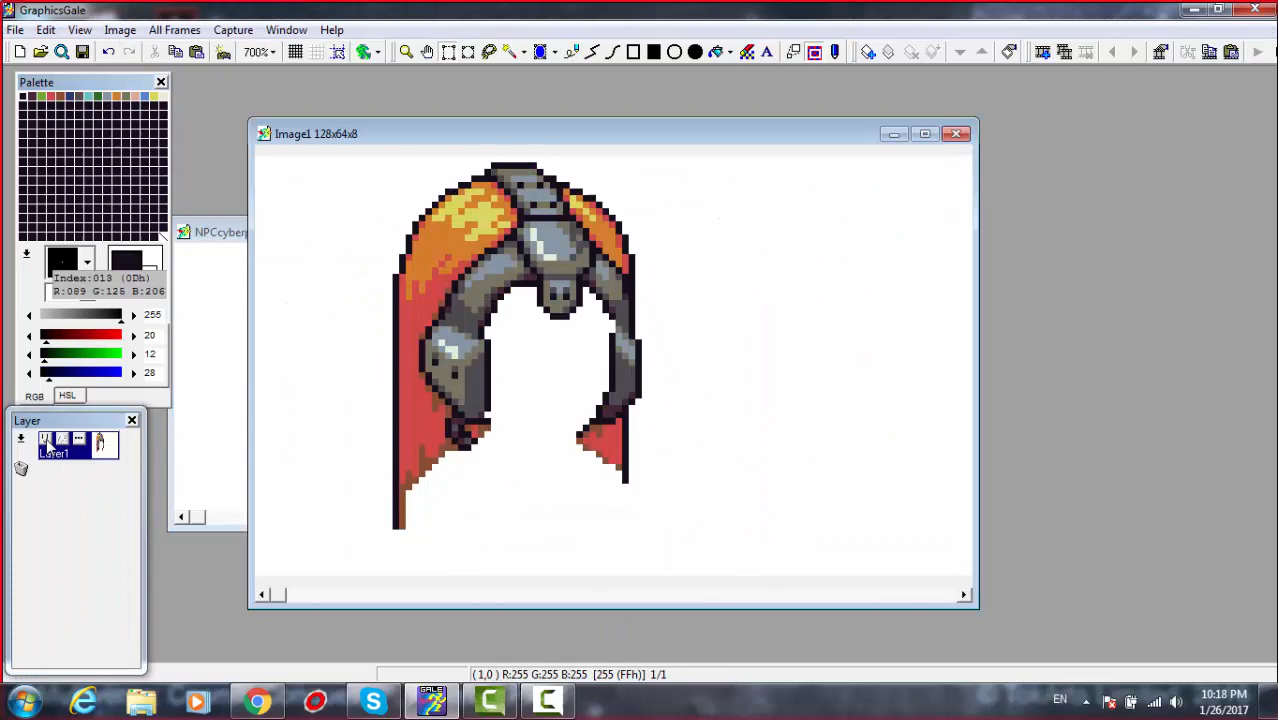 GraphicsGale
File Edit View Image All Frames Capture Window Help
700%
A
Palette
Image1 128x64x8
NPCcyberp
Index:013 (0Dh)
R:089 G:125 B:206
255
20
12
28
RGB HSL
Layer
Layer1
( 1,0 ) R:255 G:255 B:255 [255 (FFh)] 1/1
GALE
EN
10:18 PM
1/26/2017